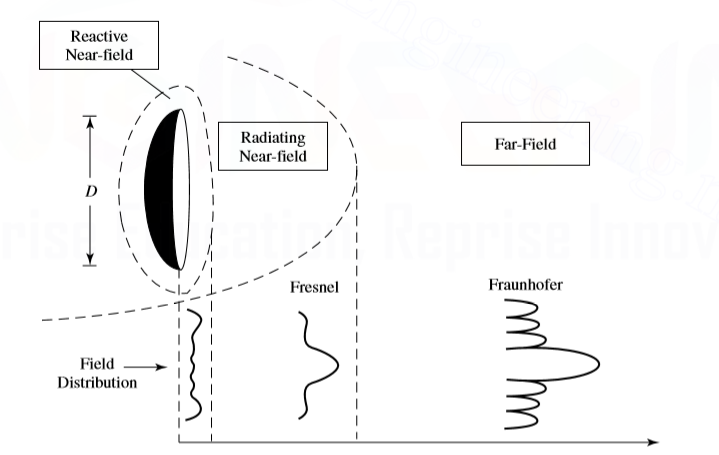 Reactive
Near-field
Radiating
Near-field
Far-Field
D
Fresnel
Fraunhofer
Field
Distribution